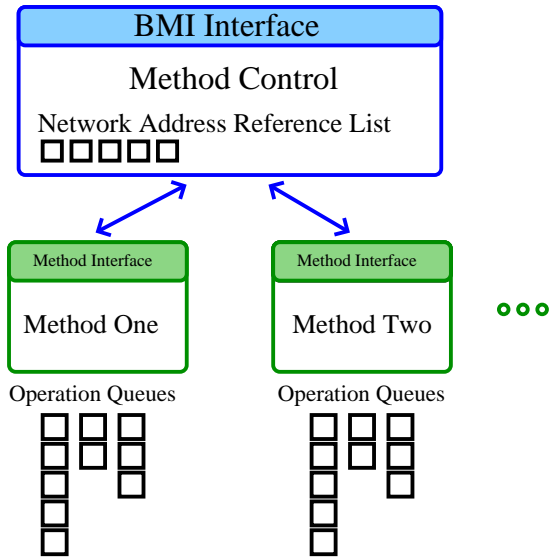 BMI Interface
Method Control
Network Address Reference List
Method Interface
Method One
Operation Queues
Method Interface
Method Two
Operation Queues